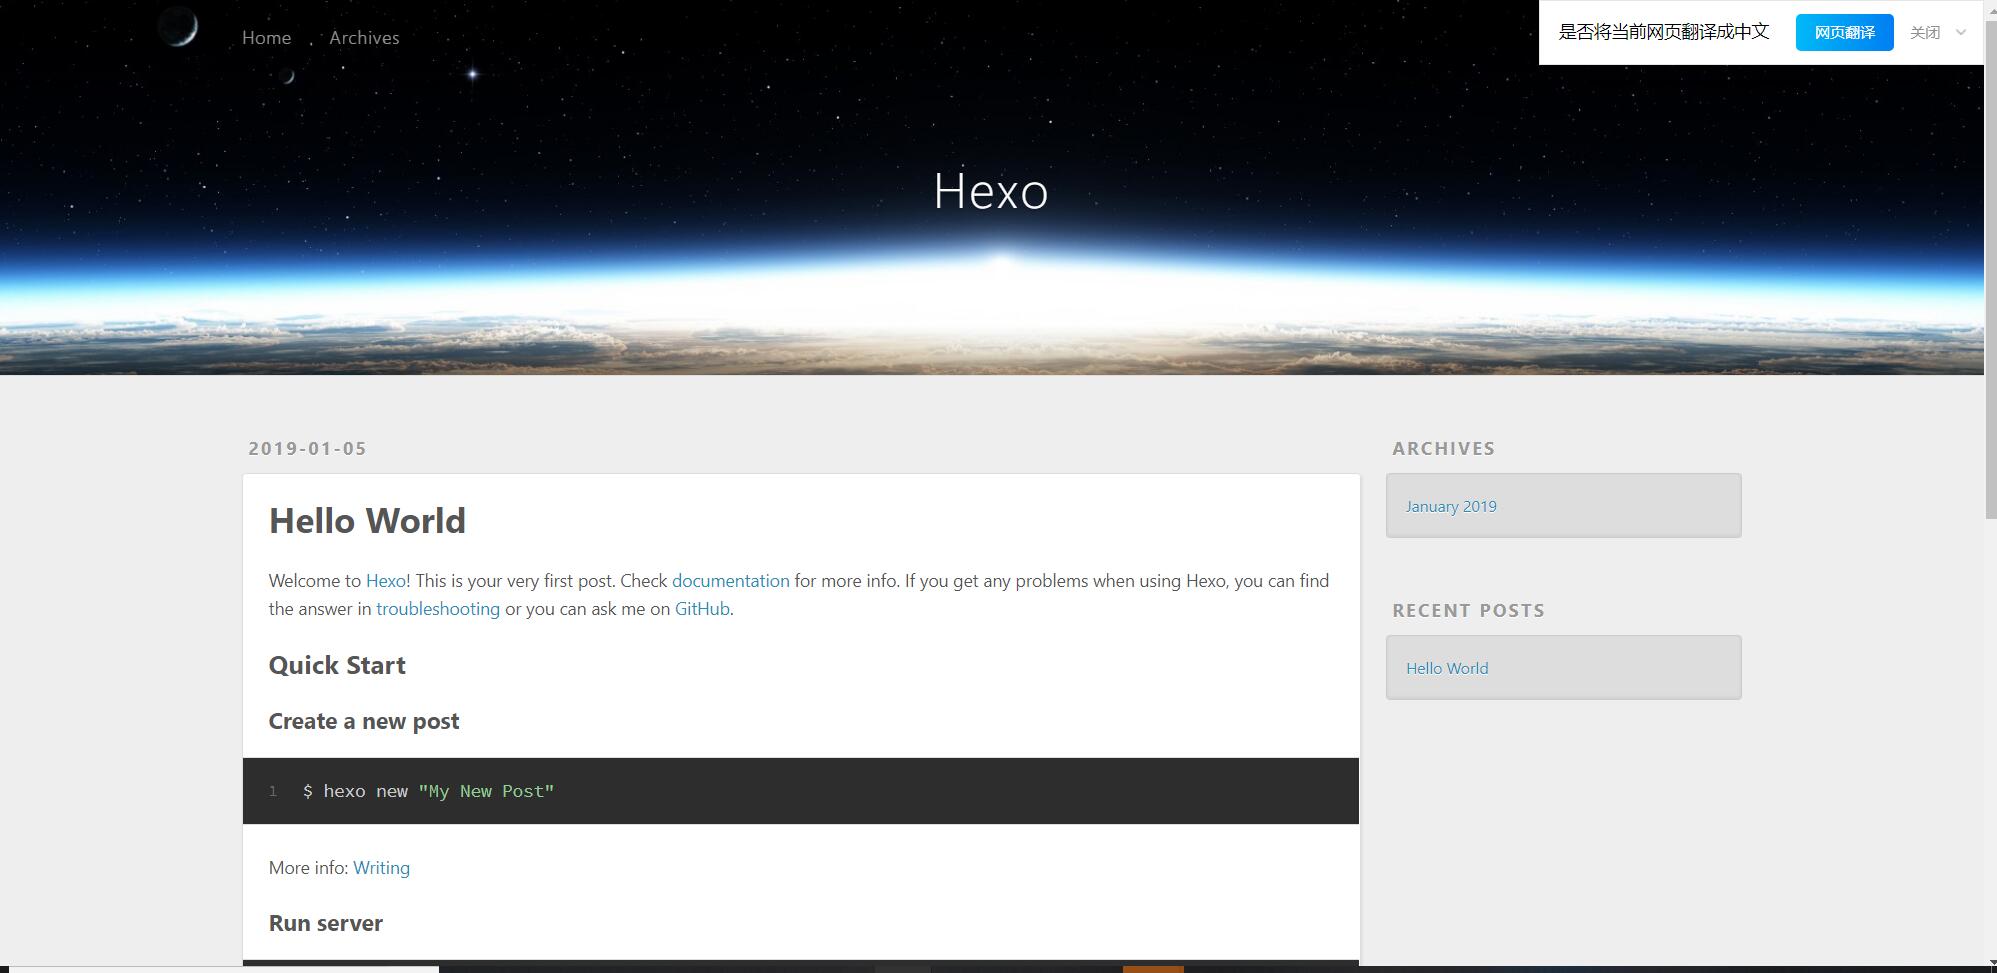 Home
Archives
是否将当前网页翻译成中文
网页翻译
关闭
Hexo
2019-01-05
Hello World
Welcome to Hexo! This is your very first post. Check documentation for more info. If you get any problems when using Hexo, you can find
the answer in troubleshooting or you can ask me on GitHub.
Quick Start
Create a new post
1 $ hexo new "My New Post"
More info: Writing
Run server
ARCHIVES
January 2019
RECENT POSTS
Hello World